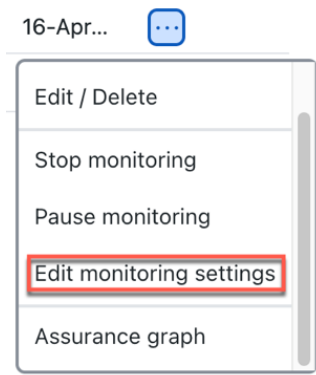 16-Apr...
Edit / Delete
Stop monitoring
Pause monitoring
Edit monitoring settings
Assurance graph